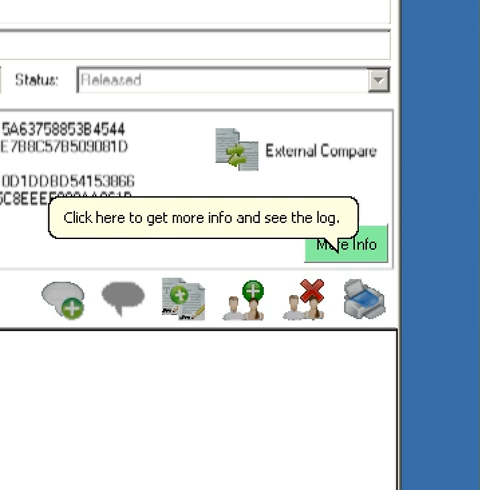 Status: Released
5A63758853B4544
E7B8C57B509081D
External Compare
0D1DDBD54153866
Click here to get more info and see the log.
More Info